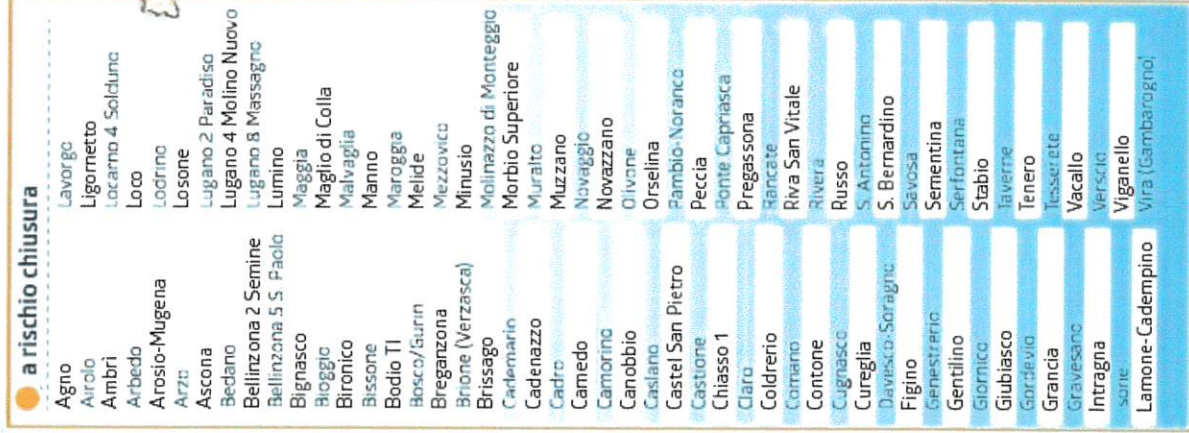 a rischio chiusura
Agno
Airolo
Ambrì
Arbedo
Arosio-Mugena
Arzo
Ascona
Bedano
Bellinzona 2 Semine
Bellinzona 5 S. Paolo
Bignasco
Bioggio
Bironico
Bissone
Bodio TI
Bosco/Gurin
Breganzona
Brione (Verzasca)
Brissago
Cademario
Cadenazzo
Cadro
Camedo
Camorino
Canobbio
Caslano
Castel San Pietro
Castione
Chiasso 1
Claro
Coldrerio
Comano
Contone
Cugnasco
Cureglia
Davesco-Soragno
Figino
Genestrerio
Gentilino
Giornico
Giubiasco
Gordevio
Grancia
Gravesano
Intragna
Isone
Lamone-Cadempino
Lavorgo
Ligornetto
Locarno 4 Solduno
Loco
Lodrino
Losone
Lugano 2 Paradiso
Lugano 4 Molino Nuovo
Lugano 8 Massagno
Lumino
Maggia
Maglio di Colla
Malvaglia
Manno
Maroggia
Melide
Mezzovico
Minusio
Molinazzo di Monteggio
Morbio Superiore
Muralto
Muzzano
Novaggio
Novazzano
Olivone
Orselina
Pambio-Noranco
Peccia
Ponte Capriasca
Pregassona
Rancate
Riva San Vitale
Rivera
Russo
S. Antonino
S. Bernardino
Savosa
Sementina
Serfontana
Stabio
Taverne
Tenero
Tesserete
Vacallo
Verscio
Viganello
Vira (Gambarogno)